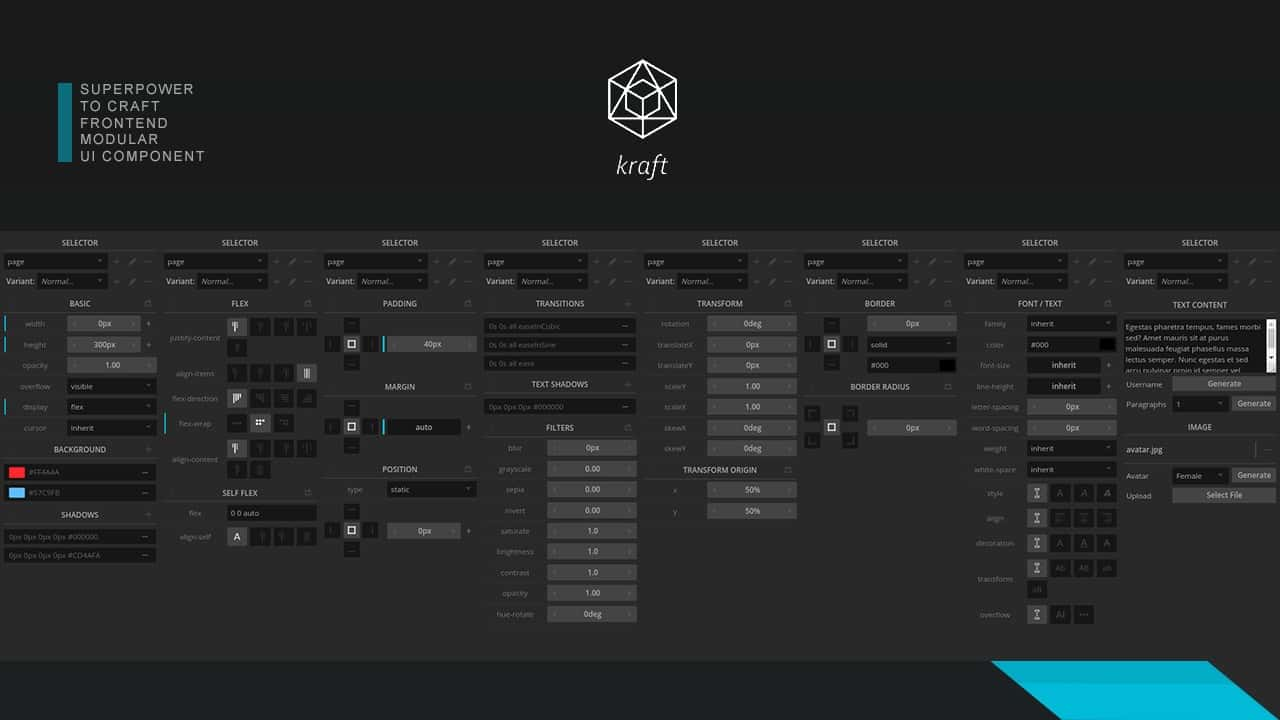 SUPERPOWER
TO CRAFT
FRONTEND
MODULAR
UI COMPONENT
kraft
SELECTOR
page
Variant: Normal...
BASIC
width 0px
height 300px
opacity 1.00
overflow visible
display flex
cursor inherit
BACKGROUND
#FF4A4A
#57C9FB
SHADOWS
0px 0px 0px 0px #000000
0px 0px 0px 0px #CD4AFA
SELECTOR
page
Variant: Normal...
FLEX
justify-content
align-items
flex-direction
flex-wrap
align-content
SELF FLEX
flex 0 0 auto
align-self A
SELECTOR
page
Variant: Normal...
PADDING
40px
MARGIN
auto
POSITION
type static
0px
SELECTOR
page
Variant: Normal...
TRANSITIONS
0s 0s all easeInCubic
0s 0s all easeInSine
0s 0s all ease
TEXT SHADOWS
0px 0px 0px #000000
FILTERS
blur 0px
grayscale 0.00
sepia 0.00
invert 0.00
saturate 1.0
brightness 1.0
contrast 1.0
opacity 1.00
hue-rotate 0deg
SELECTOR
page
Variant: Normal...
TRANSFORM
rotation 0deg
translateX 0px
translateY 0px
scaleY 1.00
scaleX 1.00
skewX 0deg
skewY 0deg
TRANSFORM ORIGIN
x 50%
y 50%
SELECTOR
page
Variant: Normal...
BORDER
0px
solid
#000
BORDER RADIUS
0px
SELECTOR
page
Variant: Normal...
FONT / TEXT
family inherit
color #000
font-size inherit
line-height inherit
letter-spacing 0px
word-spacing 0px
weight inherit
white-space inherit
style A A A
align
decoration A A A
transform Ab AB ab
aB
overflow AI
SELECTOR
page
Variant: Normal...
TEXT CONTENT
Egestas pharetra tempus, fames morbi
sed? Amet mauris sit at purus
malesuada feugiat phasellus massa
lectus semper. Nunc egestas et sed
arcu pulvinar proin id semper vel
Username Generate
Paragraphs 1 Generate
IMAGE
avatar.jpg
Avatar Female Generate
Upload Select File